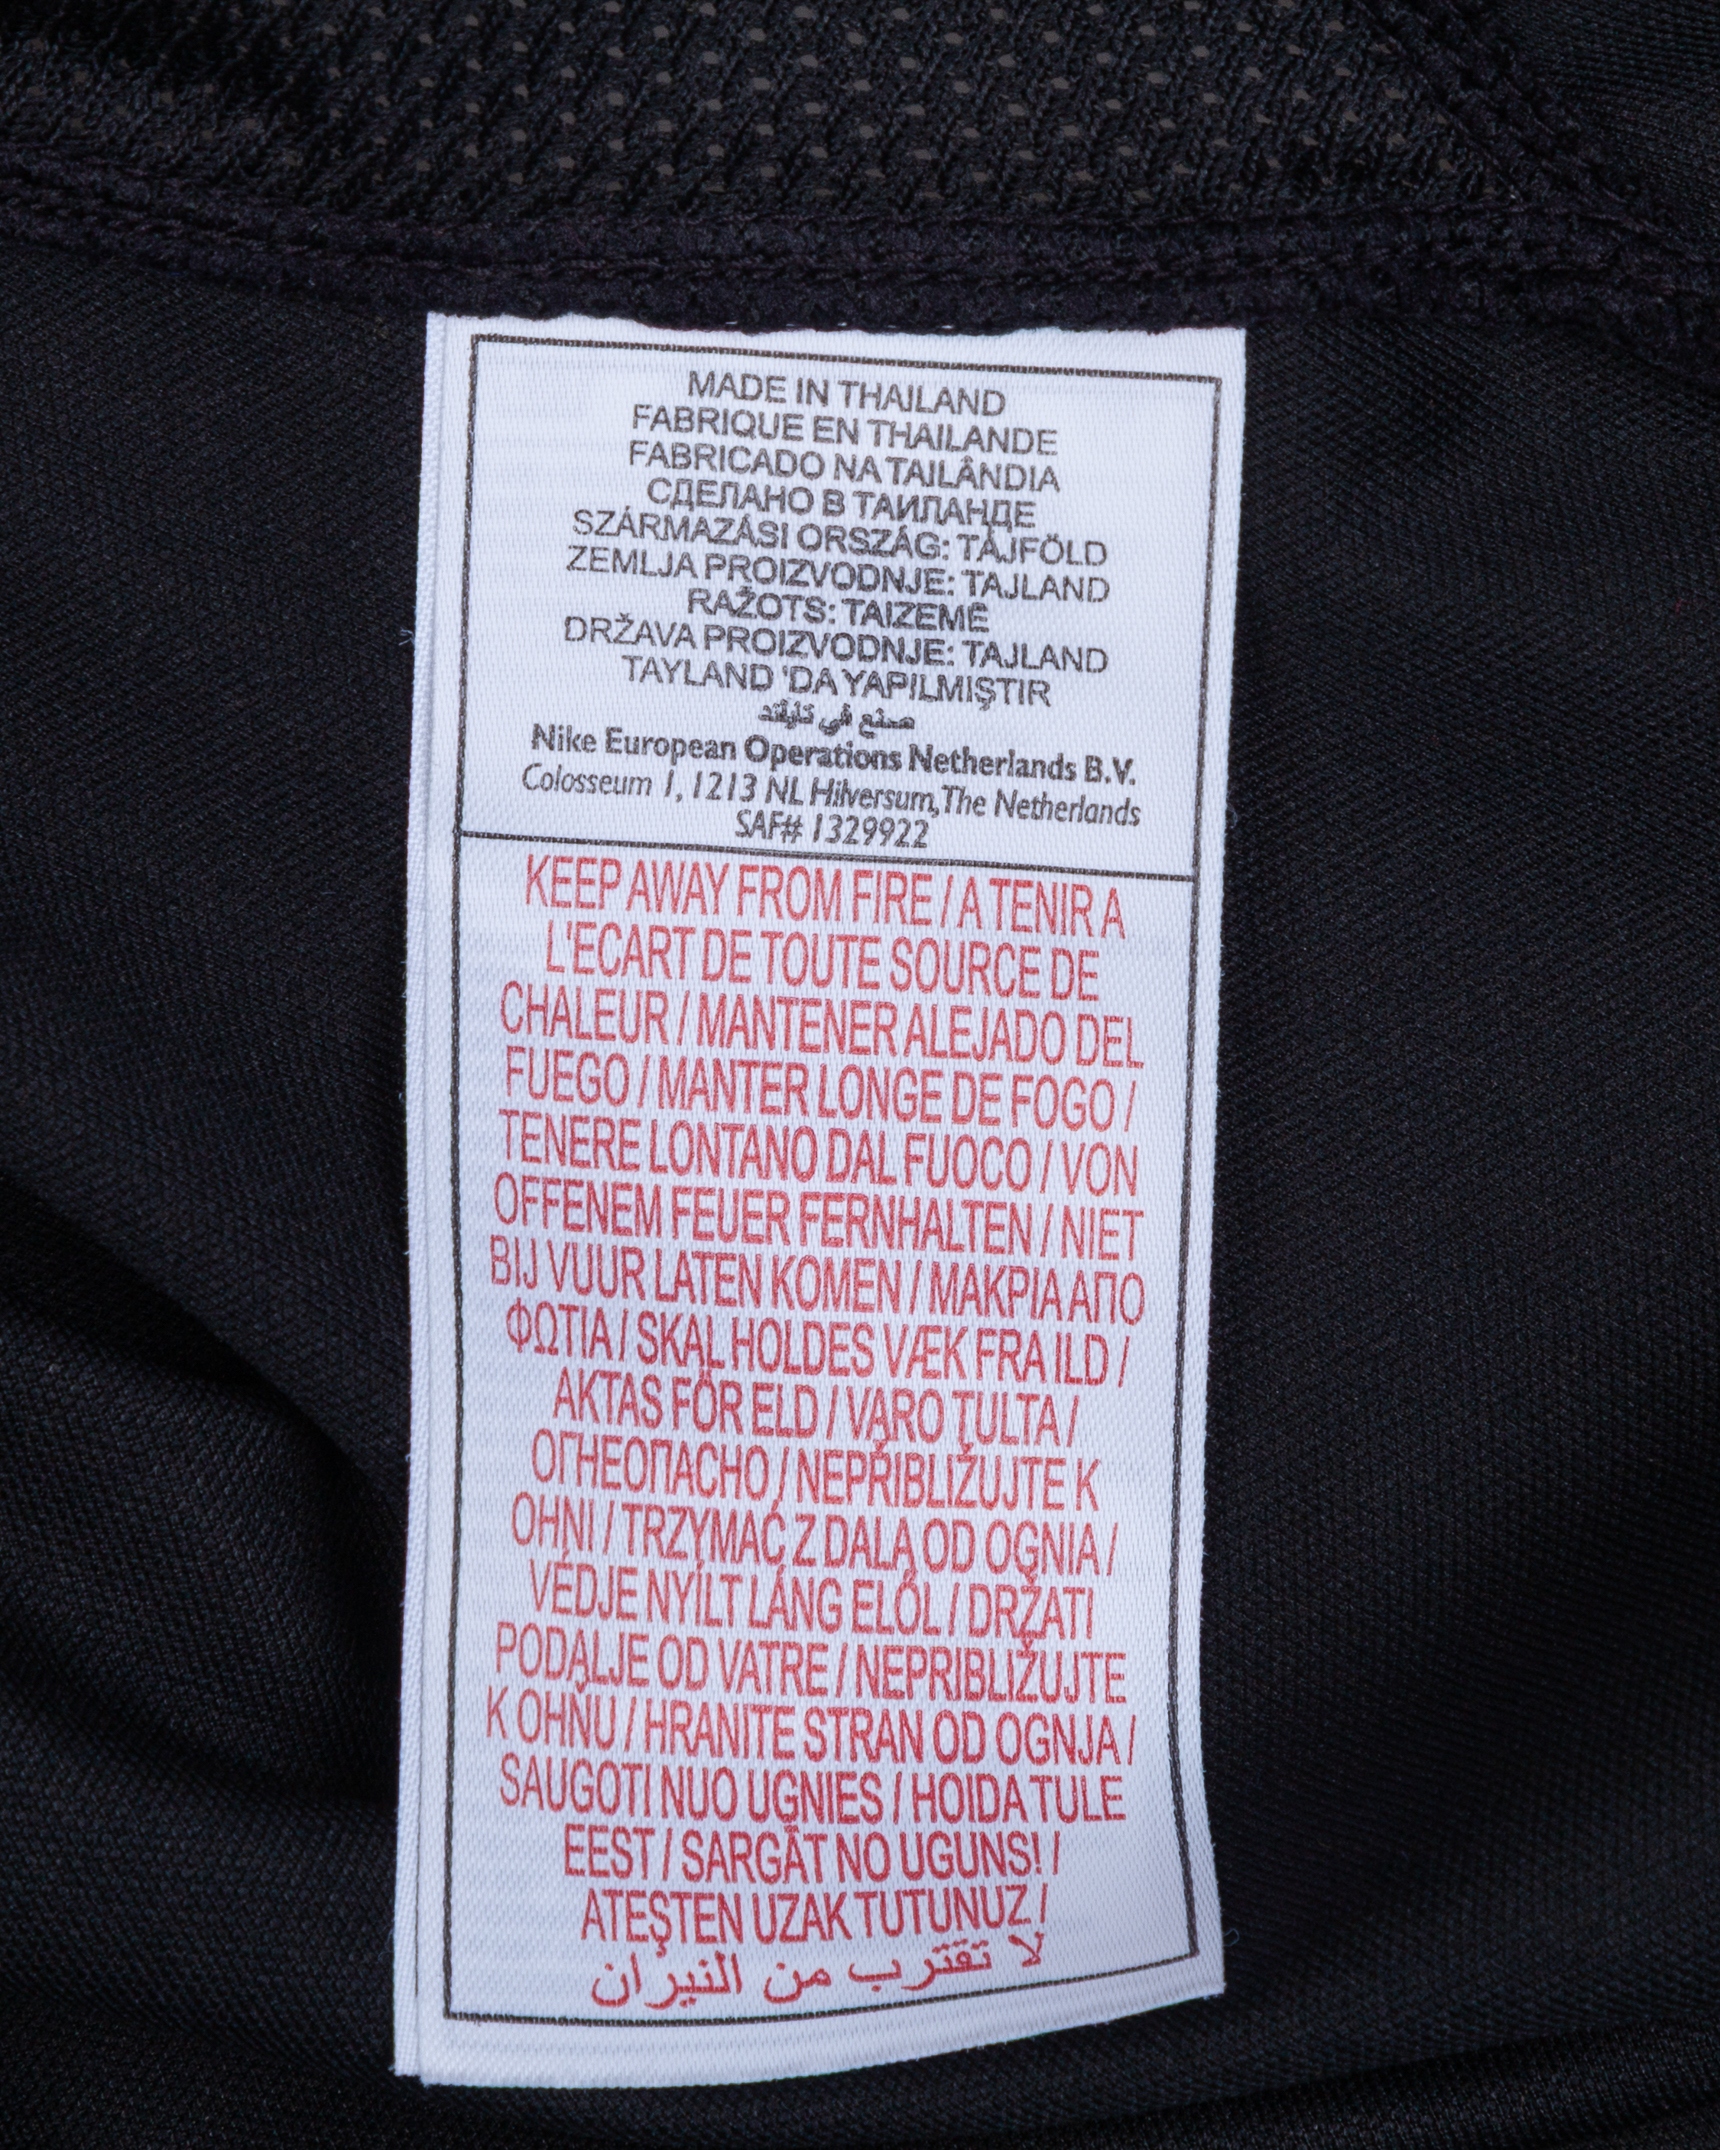 MADE IN THAILAND
FABRIQUE EN THAILANDE
FABRICADO NA TAILÂNDIA
СДЕЛАНО В ТАИЛАНДЕ
SZÁRMAZÁSI ORSZÁG: TÁJFÖLD
ZEMLJA PROIZVODNJE: TAJLAND
RAŽOTS: TAIZEMĒ
DRŽAVA PROIZVODNJE: TAJLAND
TAYLAND 'DA YAPILMIŞTIR
صنع في تايلند
Nike European Operations Netherlands B.V.
Colosseum 1, 1213 NL Hilversum, The Netherlands
SAF# 1329922
KEEP AWAY FROM FIRE / A TENIR A
L'ECART DE TOUTE SOURCE DE
CHALEUR / MANTENER ALEJADO DEL
FUEGO / MANTER LONGE DE FOGO /
TENERE LONTANO DAL FUOCO / VON
OFFENEM FEUER FERNHALTEN / NIET
BIJ VUUR LATEN KOMEN / ΜΑΚΡΙΑ ΑΠΟ
ΦΩΤΙΑ / SKAL HOLDES VÆK FRA ILD /
AKTAS FÖR ELD / VARO TULTA /
ОГНЕОПАСНО / NEPŘIBLIŽUJTE K
OHNI / TRZYMAĆ Z DALA OD OGNIA /
VÉDJE NYÍLT LÁNG ELŐL / DRŽATI
PODALJE OD VATRE / NEPRIBLIŽUJTE
K OHŇU / HRANITE STRAN OD OGNJA /
SAUGOTI NUO UGNIES / HOIDA TULE
EEST / SARGĀT NO UGUNS! /
ATEŞTEN UZAK TUTUNUZ /
لا تقترب من النيران